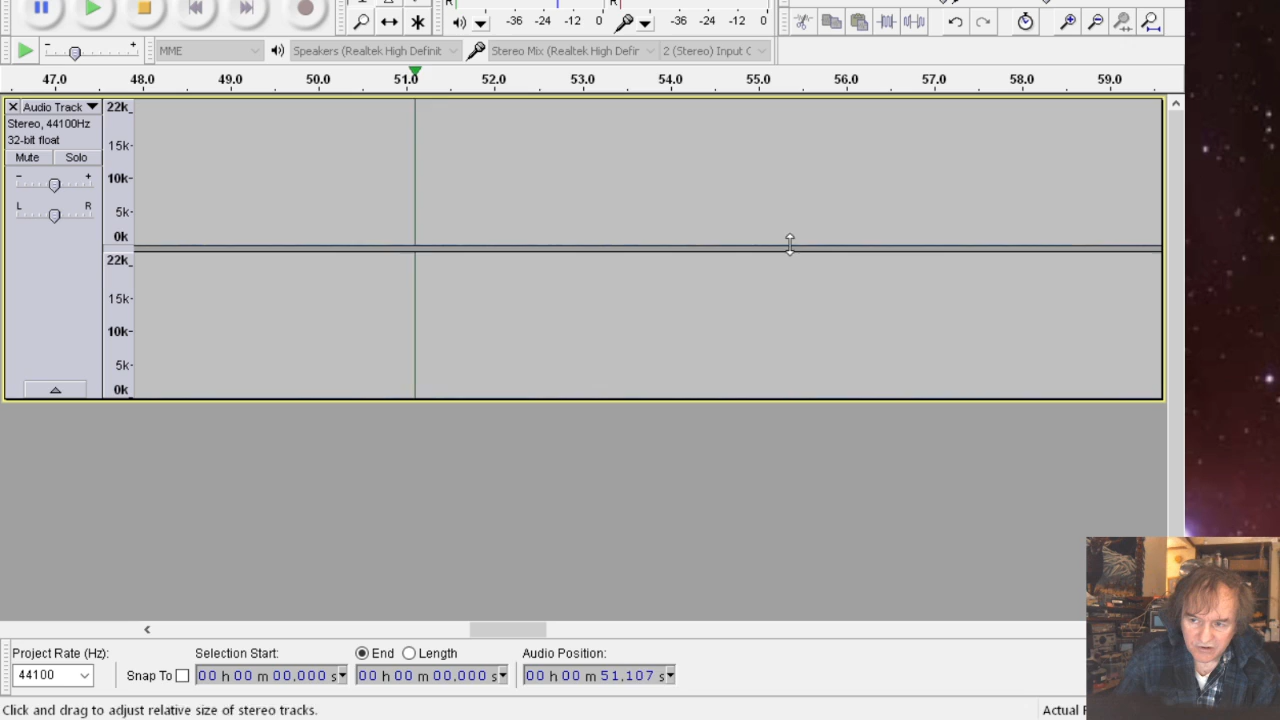 R R
-36 -24 -12 0 -36 -24 -12 0
- + MME Speakers (Realtek High Definit Stereo Mix (Realtek High Defir 2 (Stereo) Input C
47.0 48.0 49.0 50.0 51.0 52.0 53.0 54.0 55.0 56.0 57.0 58.0 59.0
Audio Track 22k
Stereo, 44100Hz
32-bit float
15k
Mute Solo
- + 10k
L R 5k
0k
22k
15k
10k
5k
0k
Project Rate (Hz): Selection Start: End Length Audio Position:
44100 Snap To 00 h 00 m 00,000 s 00 h 00 m 00,000 s 00 h 00 m 51,107 s
Click and drag to adjust relative size of stereo tracks. Actual